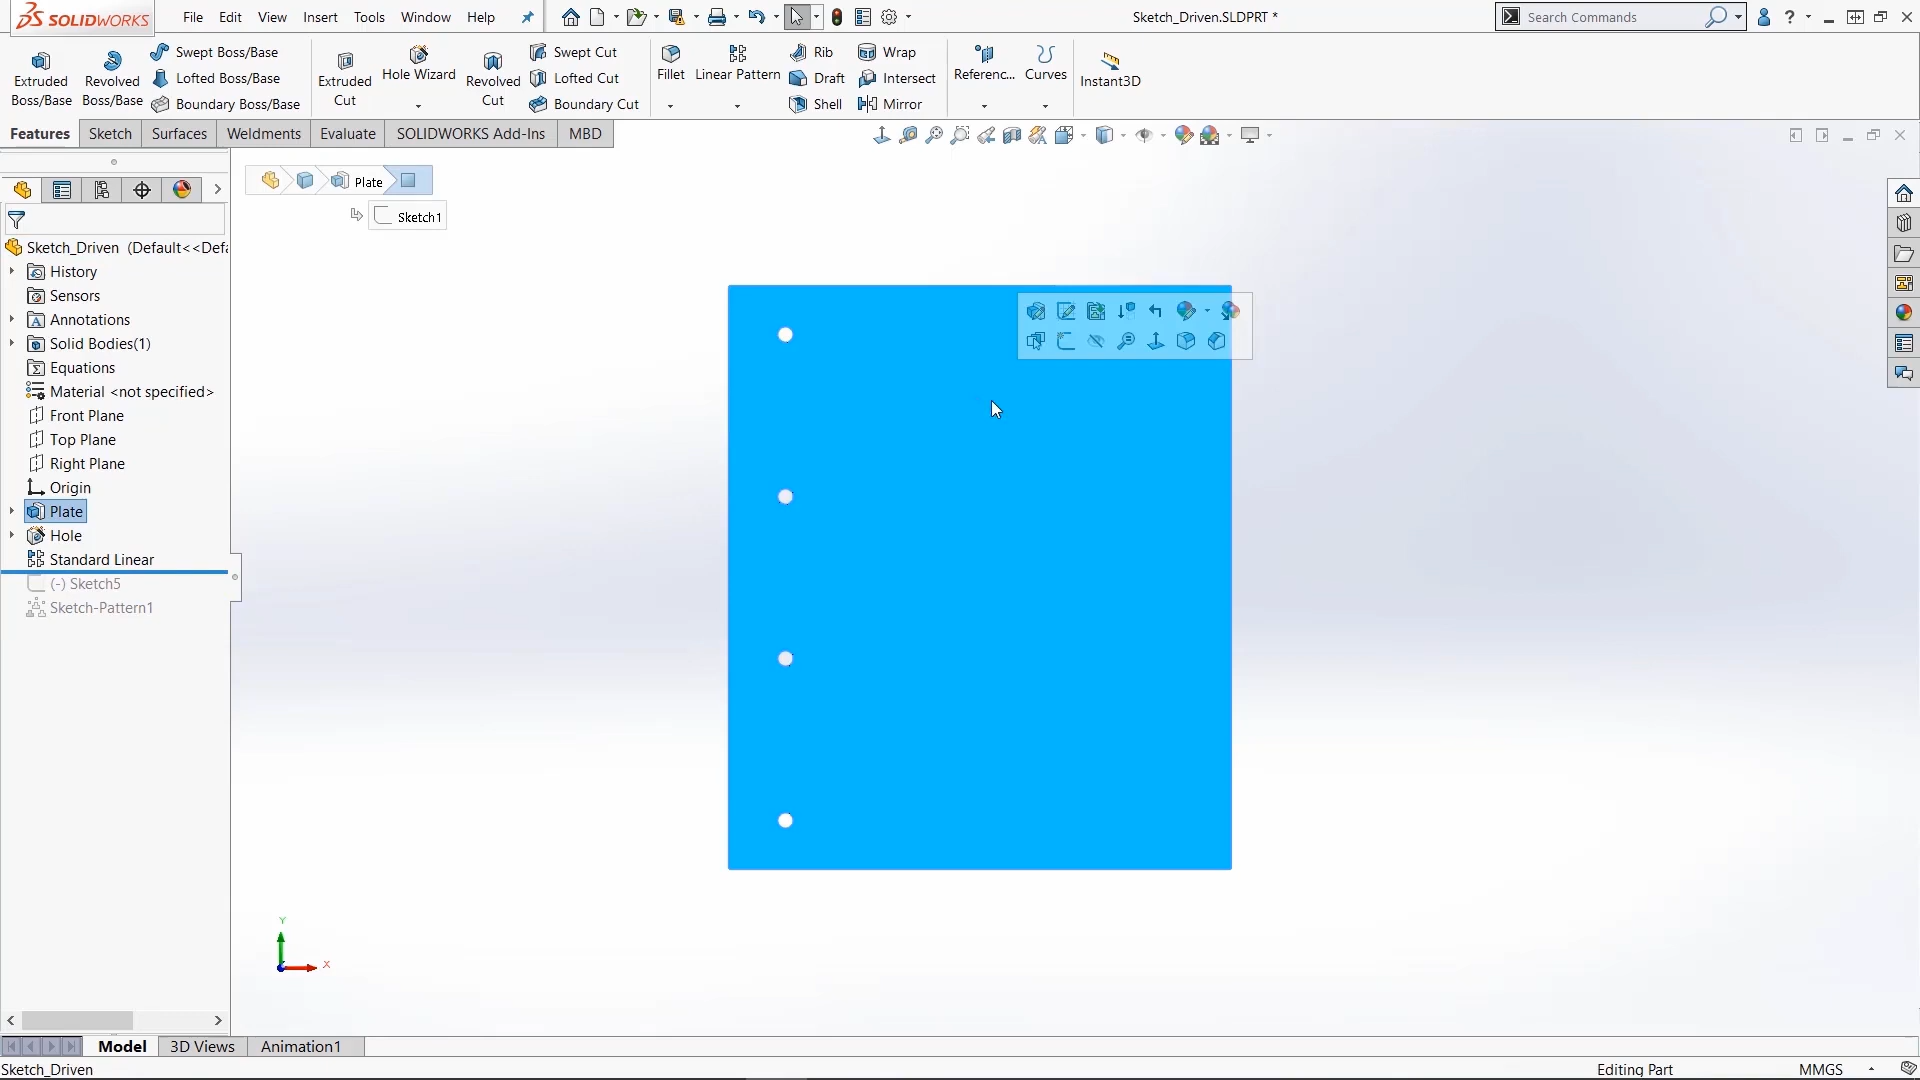 SOLIDWORKS
File Edit View Insert Tools Window Help
Sketch_Driven.SLDPRT *
Search Commands
?
Extruded Boss/Base
Revolved Boss/Base
Swept Boss/Base
Lofted Boss/Base
Boundary Boss/Base
Extruded Cut
Hole Wizard
Revolved Cut
Swept Cut
Lofted Cut
Boundary Cut
Fillet
Linear Pattern
Rib
Draft
Shell
Wrap
Intersect
Mirror
Referenc...
Curves
Instant3D
Features Sketch Surfaces Weldments Evaluate SOLIDWORKS Add-Ins MBD
Plate
Sketch1
Sketch_Driven (Default<<Defa
History
Sensors
Annotations
Solid Bodies(1)
Equations
Material <not specified>
Front Plane
Top Plane
Right Plane
Origin
Plate
Hole
Standard Linear
(-) Sketch5
Sketch-Pattern1
Y
X
Model 3D Views Animation1
Sketch_Driven
Editing Part
MMGS